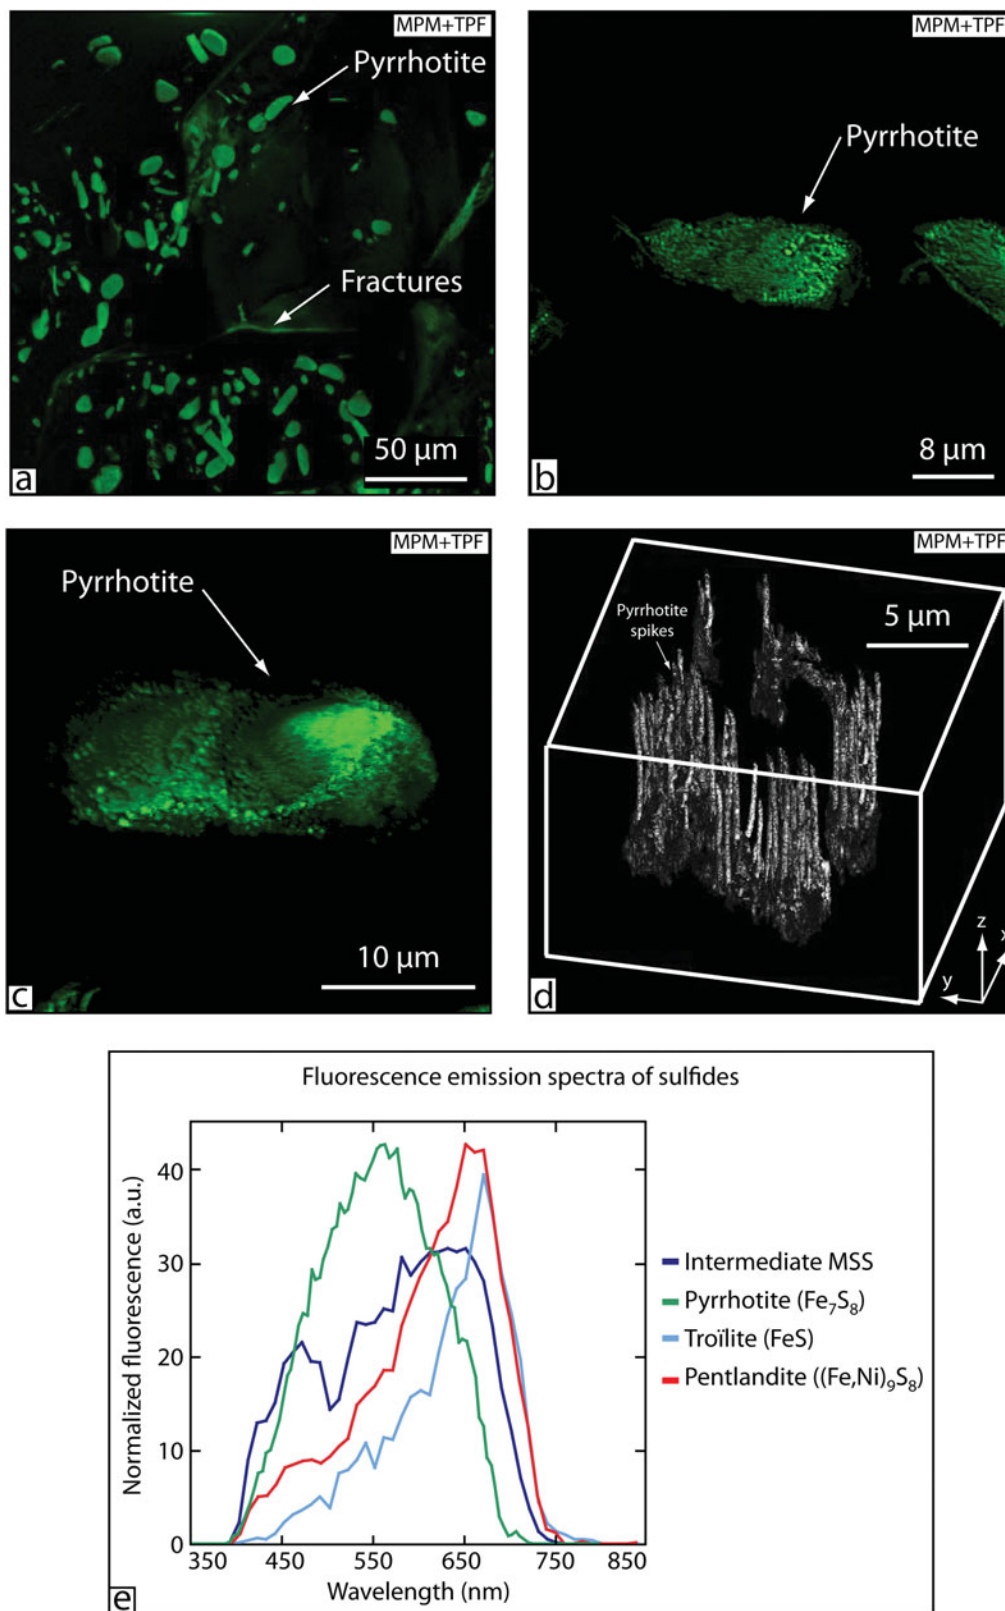 MPM+TPF
Pyrrhotite
Fractures
50 µm
a
MPM+TPF
Pyrrhotite
8 µm
b
MPM+TPF
Pyrrhotite
10 µm
c
MPM+TPF
Pyrrhotite
spikes
5 µm
z
x
y
d
Fluorescence emission spectra of sulfides
Normalized fluorescence (a.u.)
40
30
20
10
0
350 450 550 650 750 850
Wavelength (nm)
Intermediate MSS
Pyrrhotite (Fe₇S₈)
Troïlite (FeS)
Pentlandite ((Fe,Ni)₉S₈)
e